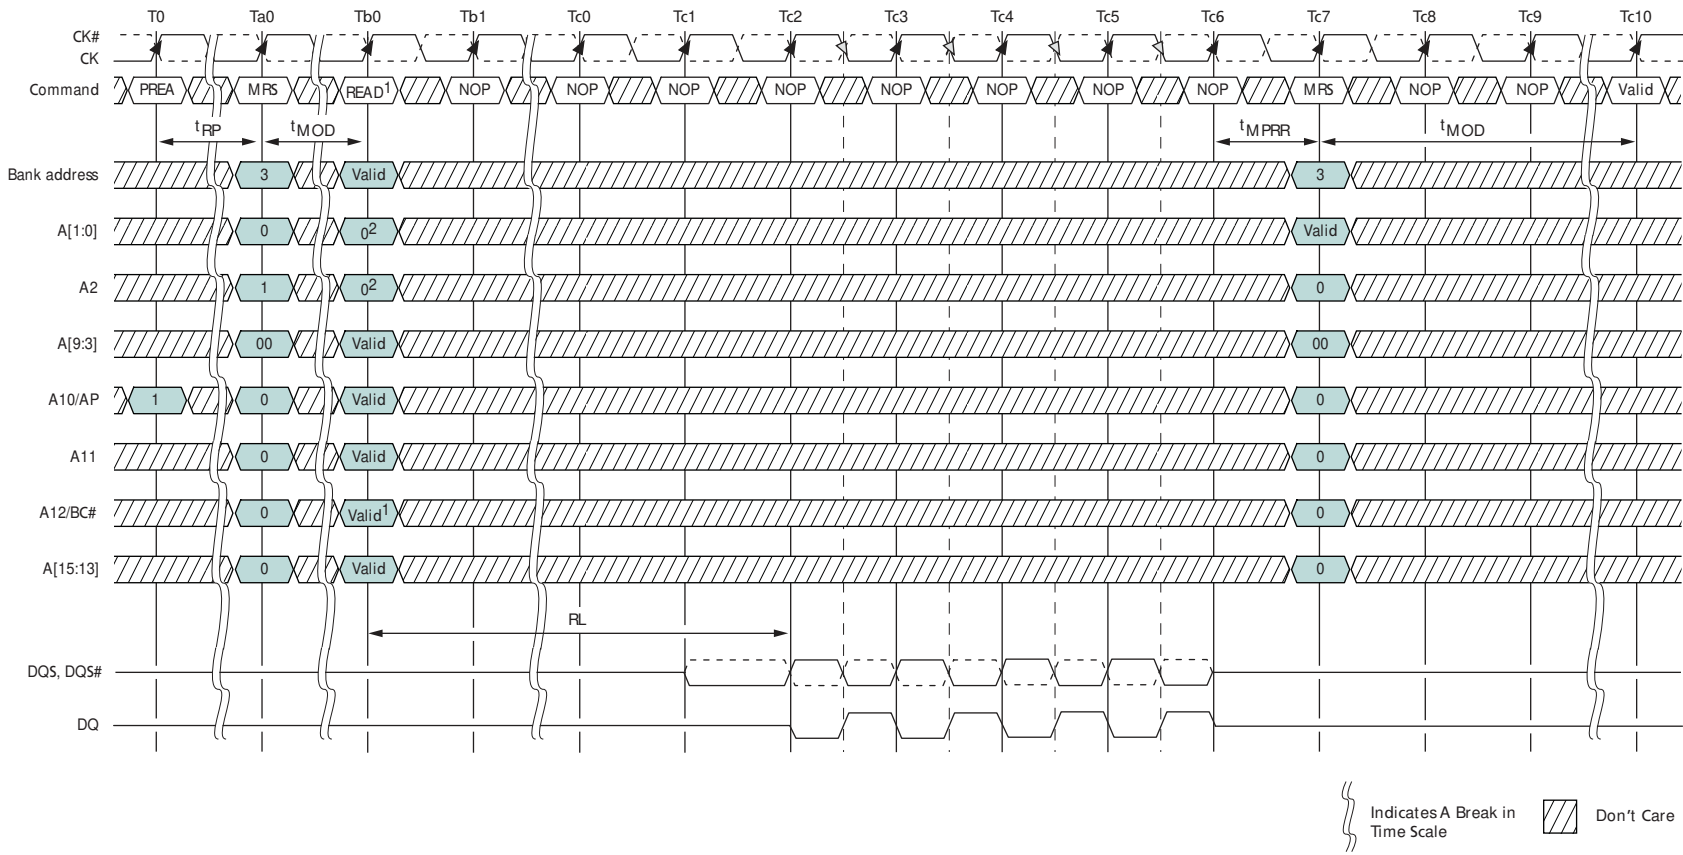 T0 Ta0 Tb0 Tb1 Tc0 Tc1 Tc2 Tc3 Tc4 Tc5 Tc6 Tc7 Tc8 Tc9 Tc10
CK#
CK
Command PREA MRS READ1 NOP NOP NOP NOP NOP NOP NOP NOP MRS NOP NOP Valid
tRP tMOD tMPRR tMOD
Bank address 3 Valid 3
A[1:0] 0 02 Valid
A2 1 02 0
A[9:3] 00 Valid 00
A10/AP 1 0 Valid 0
A11 0 Valid 0
A12/BC# 0 Valid1 0
A[15:13] 0 Valid 0
RL
DQS, DQS#
DQ
Indicates A Break in
Time Scale
Don't Care